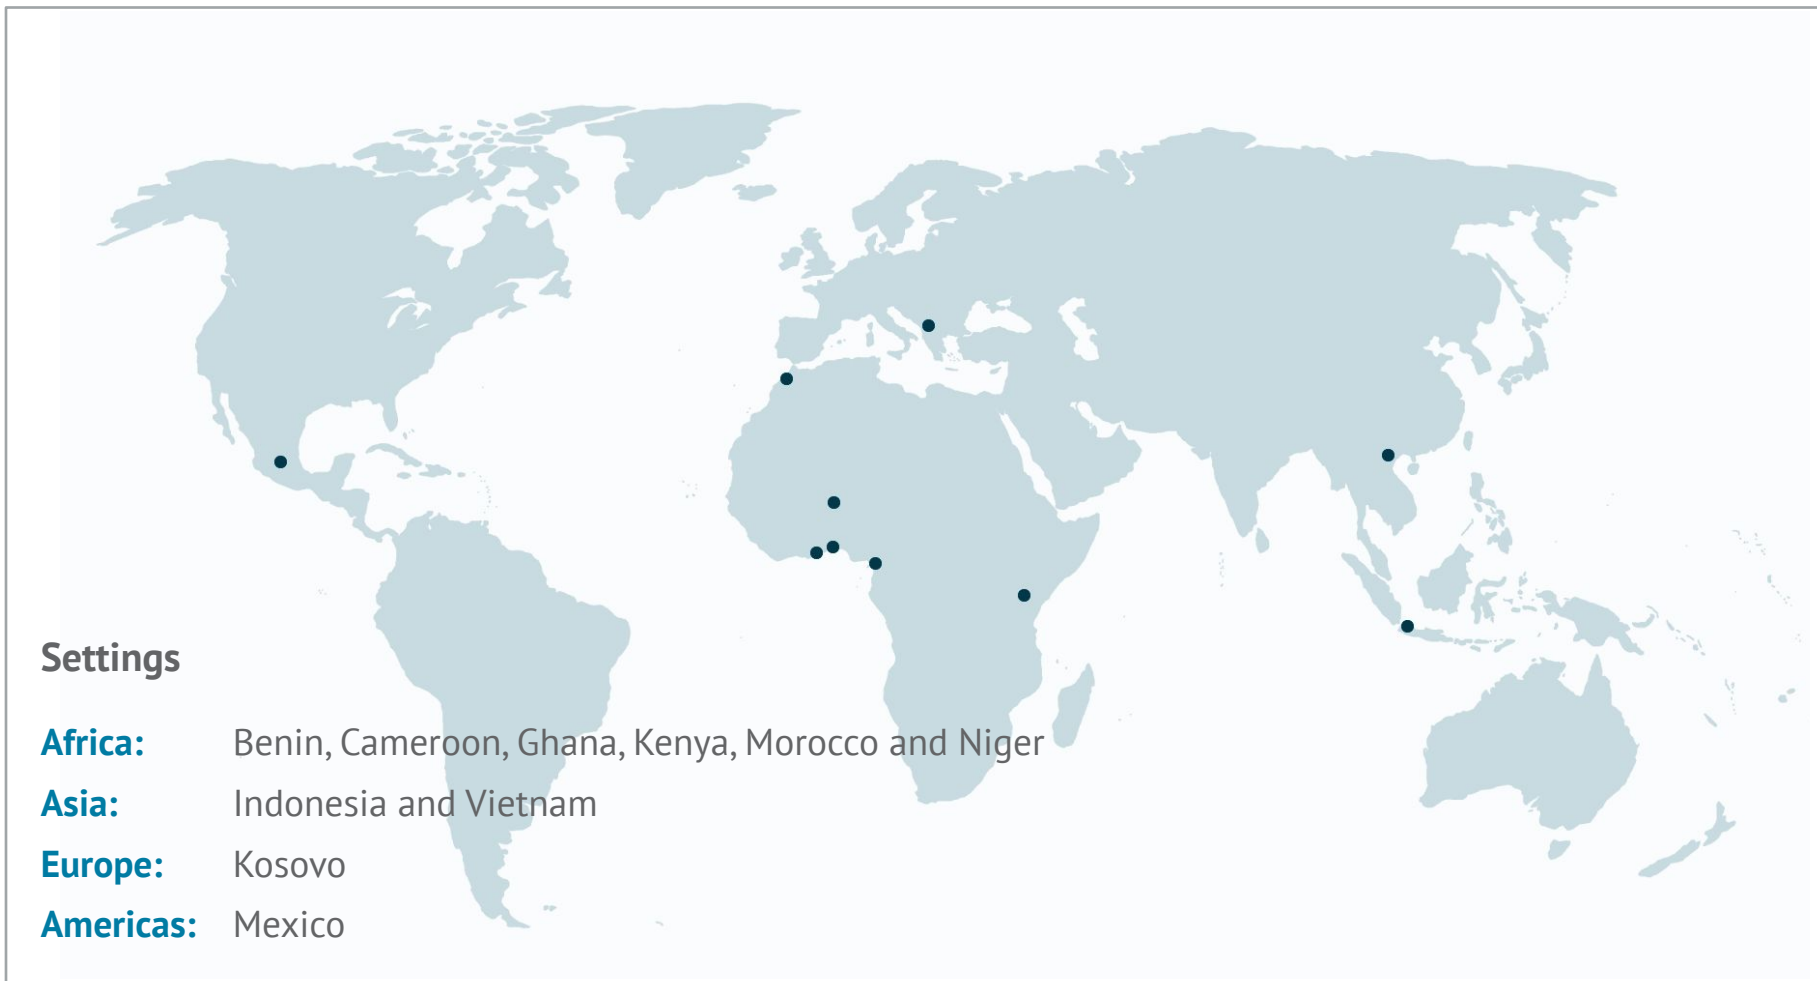 Settings
Africa: Benin, Cameroon, Ghana, Kenya, Morocco and Niger
Asia: Indonesia and Vietnam
Europe: Kosovo
Americas: Mexico